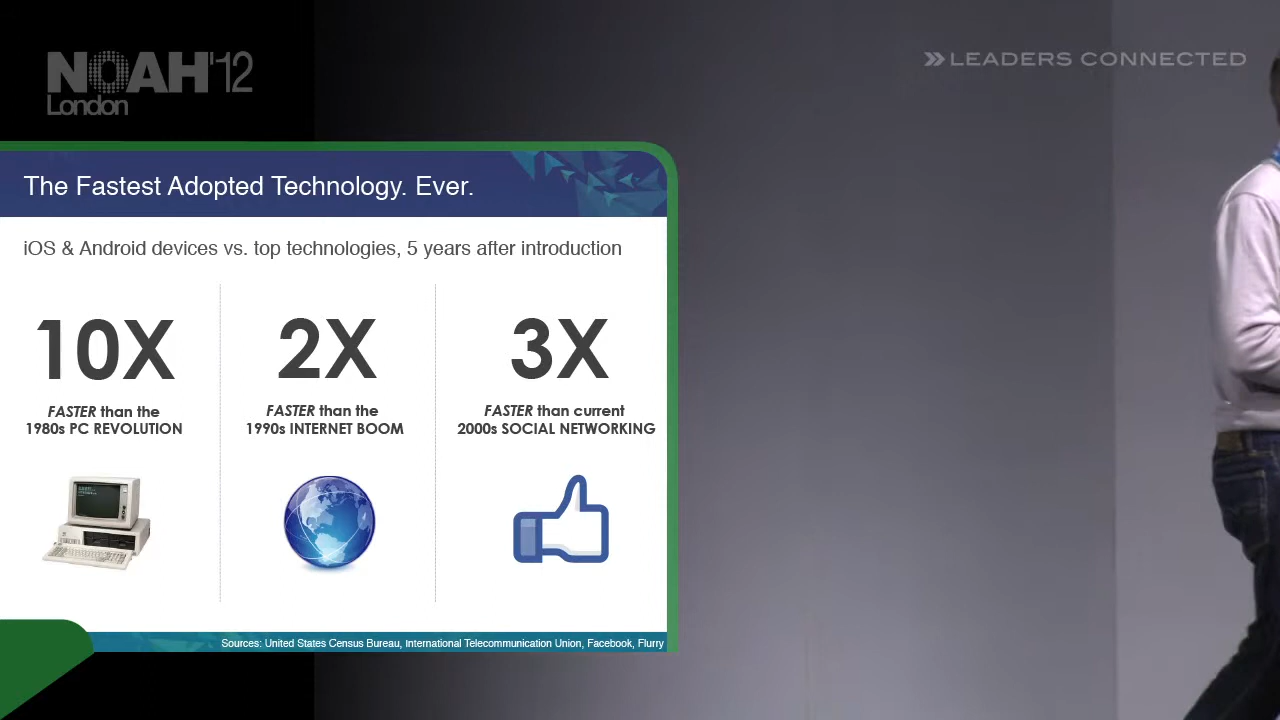 NOAH'12
London
LEADERS CONNECTED
The Fastest Adopted Technology. Ever.
iOS & Android devices vs. top technologies, 5 years after introduction
10X
FASTER than the
1980s PC REVOLUTION
2X
FASTER than the
1990s INTERNET BOOM
3X
FASTER than current
2000s SOCIAL NETWORKING
Sources: United States Census Bureau, International Telecommunication Union, Facebook, Flurry